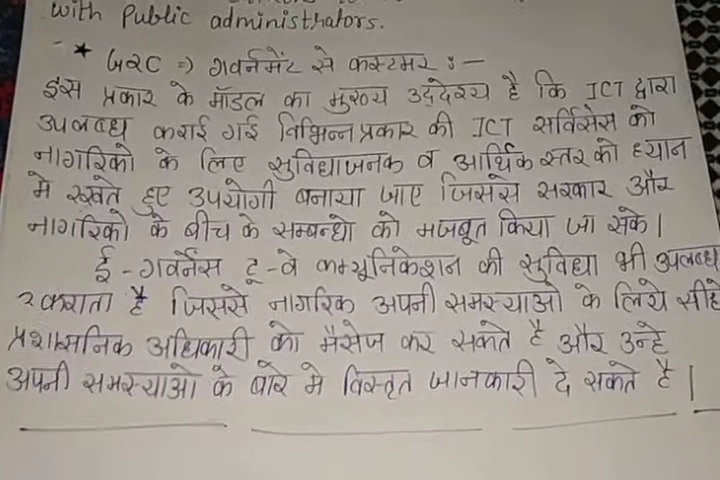 with Public administrators.
* G2C => गवर्नमेंट से कस्टमर :-
इस प्रकार के मॉडल का मुख्य उद्देश्य है कि ICT द्वारा
उपलब्ध कराई गई विभिन्न प्रकार की ICT सर्विसेस को
नागरिको के लिए सुविधाजनक व आर्थिक स्तर को ध्यान
मे रखते हुए उपयोगी बनाया जाए जिससे सरकार और
नागरिको के बीच के सम्बन्धो को मजबूत किया जा सके।
ई-गवर्नेस टू-वे कम्यूनिकेशन की सुविधा भी उपलब्ध
कराता है जिससे नागरिक अपनी समस्याओ के लिये सीधे
प्रशासनिक अधिकारी को मैसेज कर सकते है और उन्हे
अपनी समस्याओ के बारे मे विस्तृत जानकारी दे सकते है।